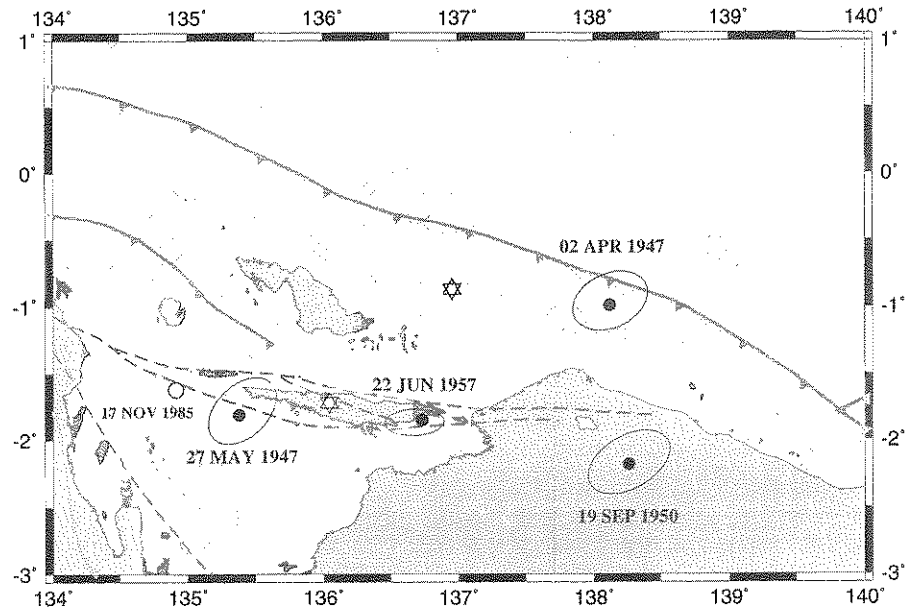 134˚ 135˚ 136˚ 137˚ 138˚ 139˚ 140˚
1˚ 1˚
0˚ 0˚
02 APR 1947
-1˚ -1˚
22 JUN 1957
17 NOV 1985
-2˚ -2˚
27 MAY 1947
19 SEP 1950
-3˚ -3˚
134˚ 135˚ 136˚ 137˚ 138˚ 139˚ 140˚